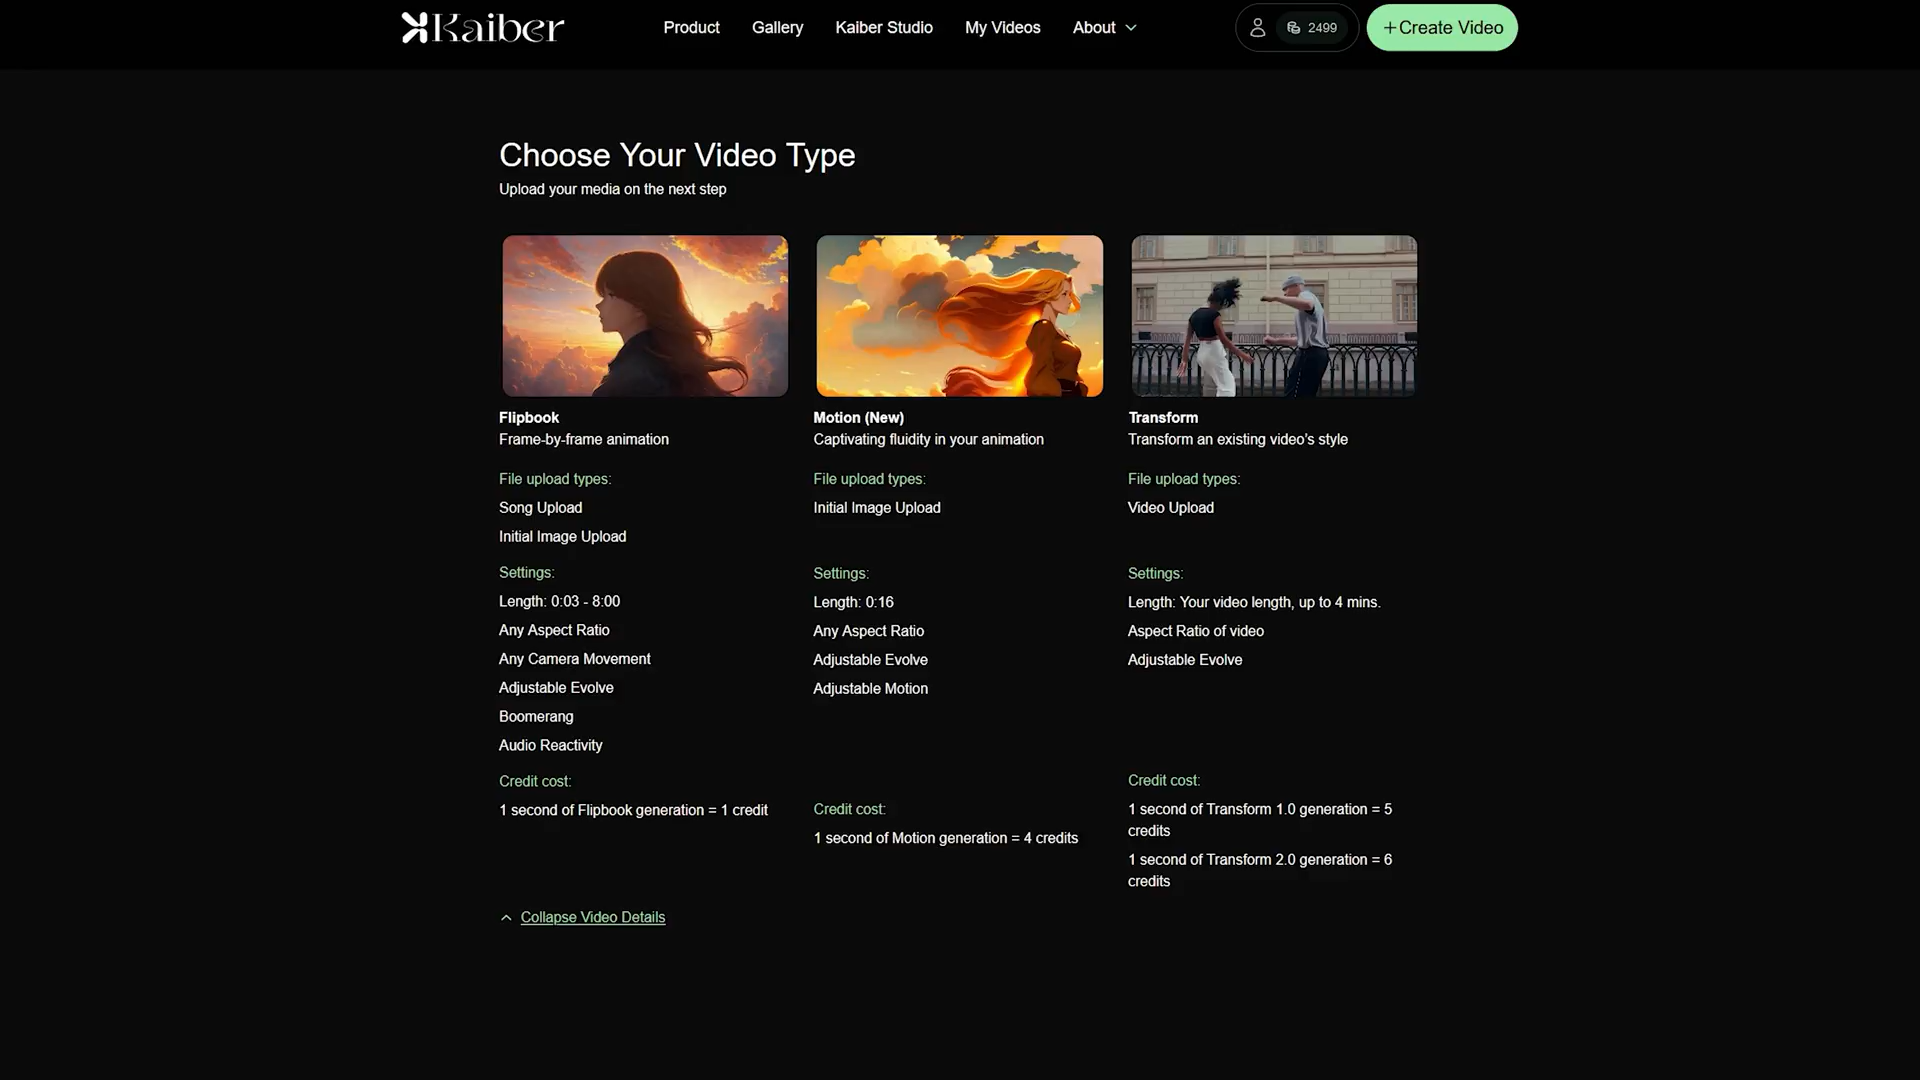 Kaiber
Product
Gallery
Kaiber Studio
My Videos
About
2499
+Create Video
Choose Your Video Type
Upload your media on the next step
Flipbook
Frame-by-frame animation
File upload types:
Song Upload
Initial Image Upload
Settings:
Length: 0:03 - 8:00
Any Aspect Ratio
Any Camera Movement
Adjustable Evolve
Boomerang
Audio Reactivity
Credit cost:
1 second of Flipbook generation = 1 credit
Motion (New)
Captivating fluidity in your animation
File upload types:
Initial Image Upload
Settings:
Length: 0:16
Any Aspect Ratio
Adjustable Evolve
Adjustable Motion
Credit cost:
1 second of Motion generation = 4 credits
Transform
Transform an existing video's style
File upload types:
Video Upload
Settings:
Length: Your video length, up to 4 mins.
Aspect Ratio of video
Adjustable Evolve
Credit cost:
1 second of Transform 1.0 generation = 5
credits
1 second of Transform 2.0 generation = 6
credits
Collapse Video Details